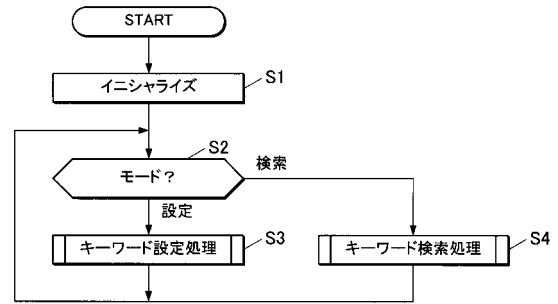 START
イニシャライズ
S1
S2
モード?
検索
設定
キーワード設定処理
S3
キーワード検索処理
S4